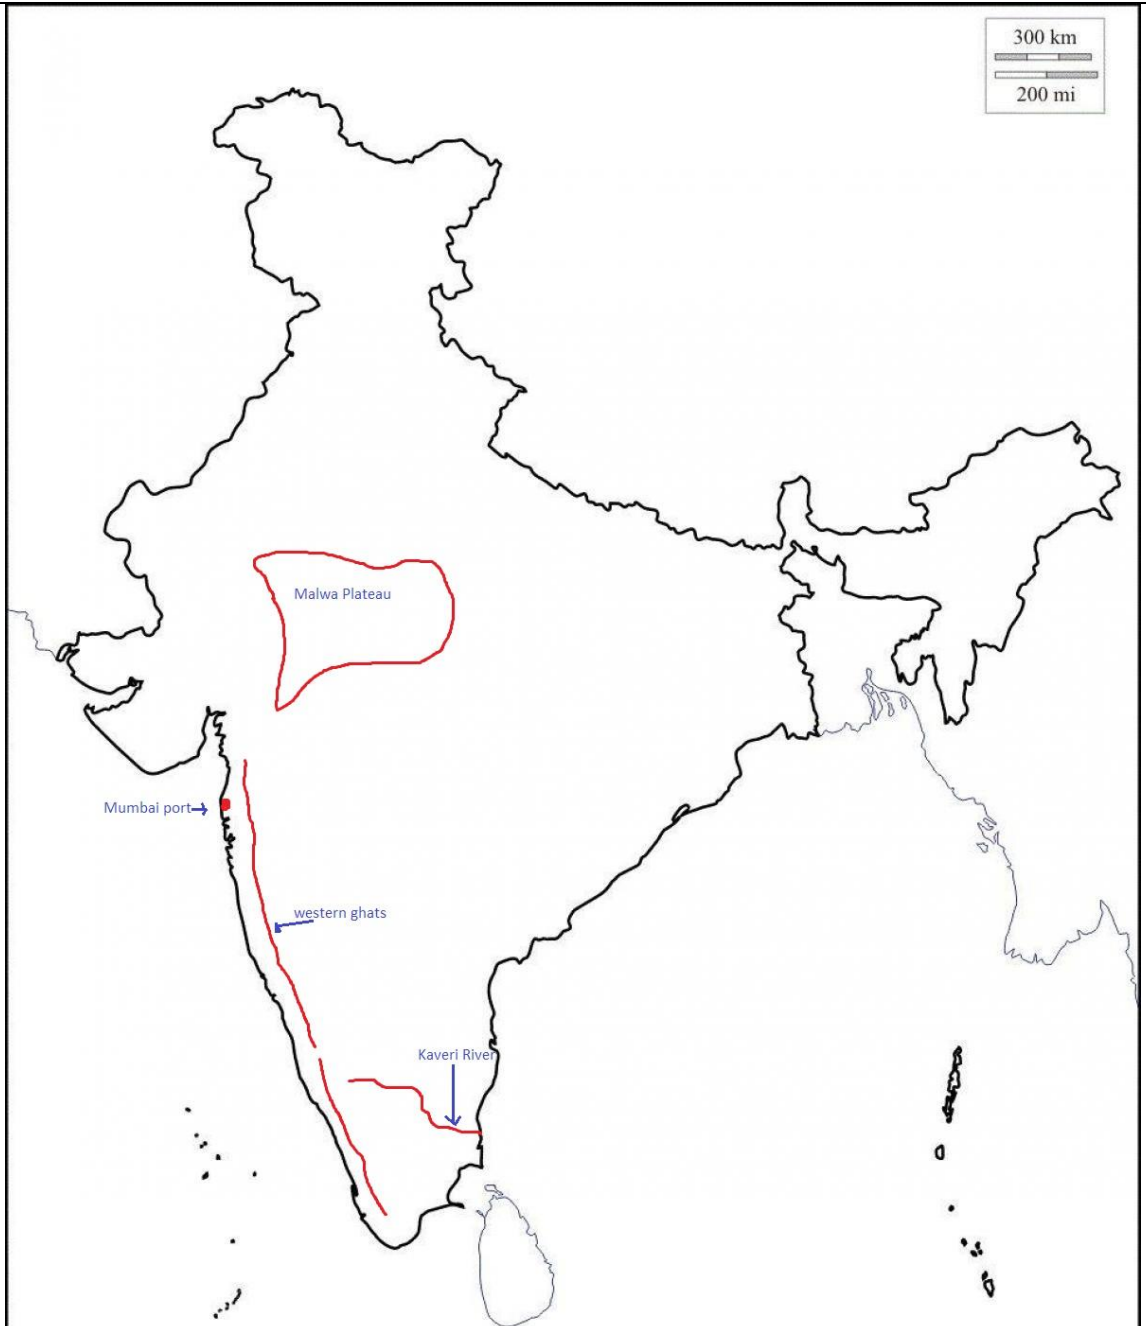 300 km
200 mi
Malwa Plateau
Mumbai port
western ghats
Kaveri River